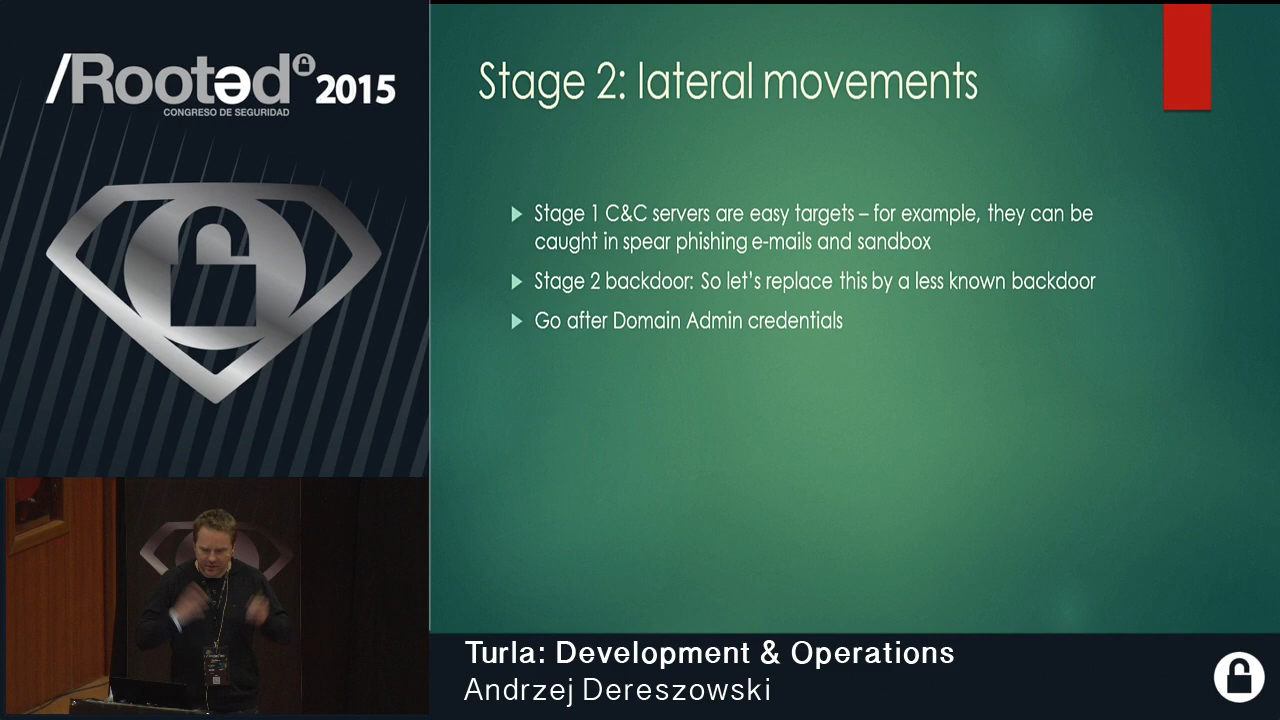 /Rootəd 2015
CONGRESO DE SEGURIDAD
Stage 2: lateral movements
Stage 1 C&C servers are easy targets – for example, they can be
caught in spear phishing e-mails and sandbox
Stage 2 backdoor: So let's replace this by a less known backdoor
Go after Domain Admin credentials
Turla: Development & Operations
Andrzej Dereszowski